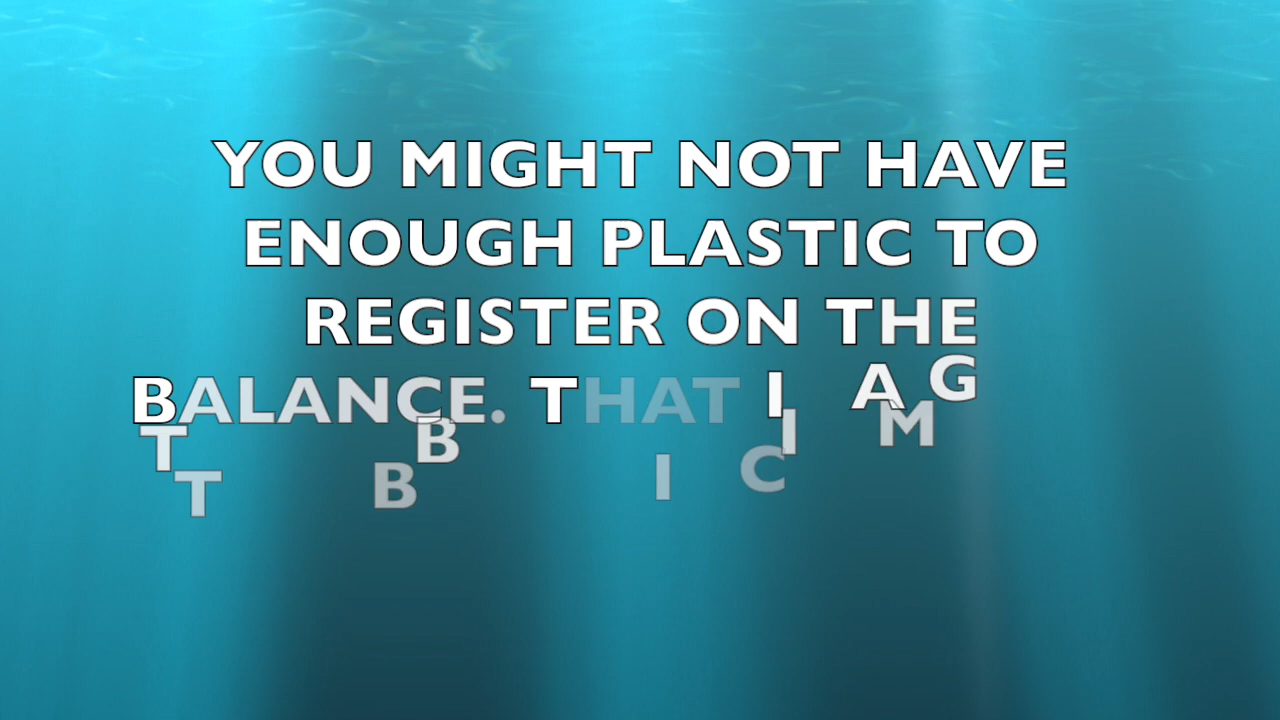 YOU MIGHT NOT HAVE
ENOUGH PLASTIC TO
REGISTER ON THE
BALANCE. THAT